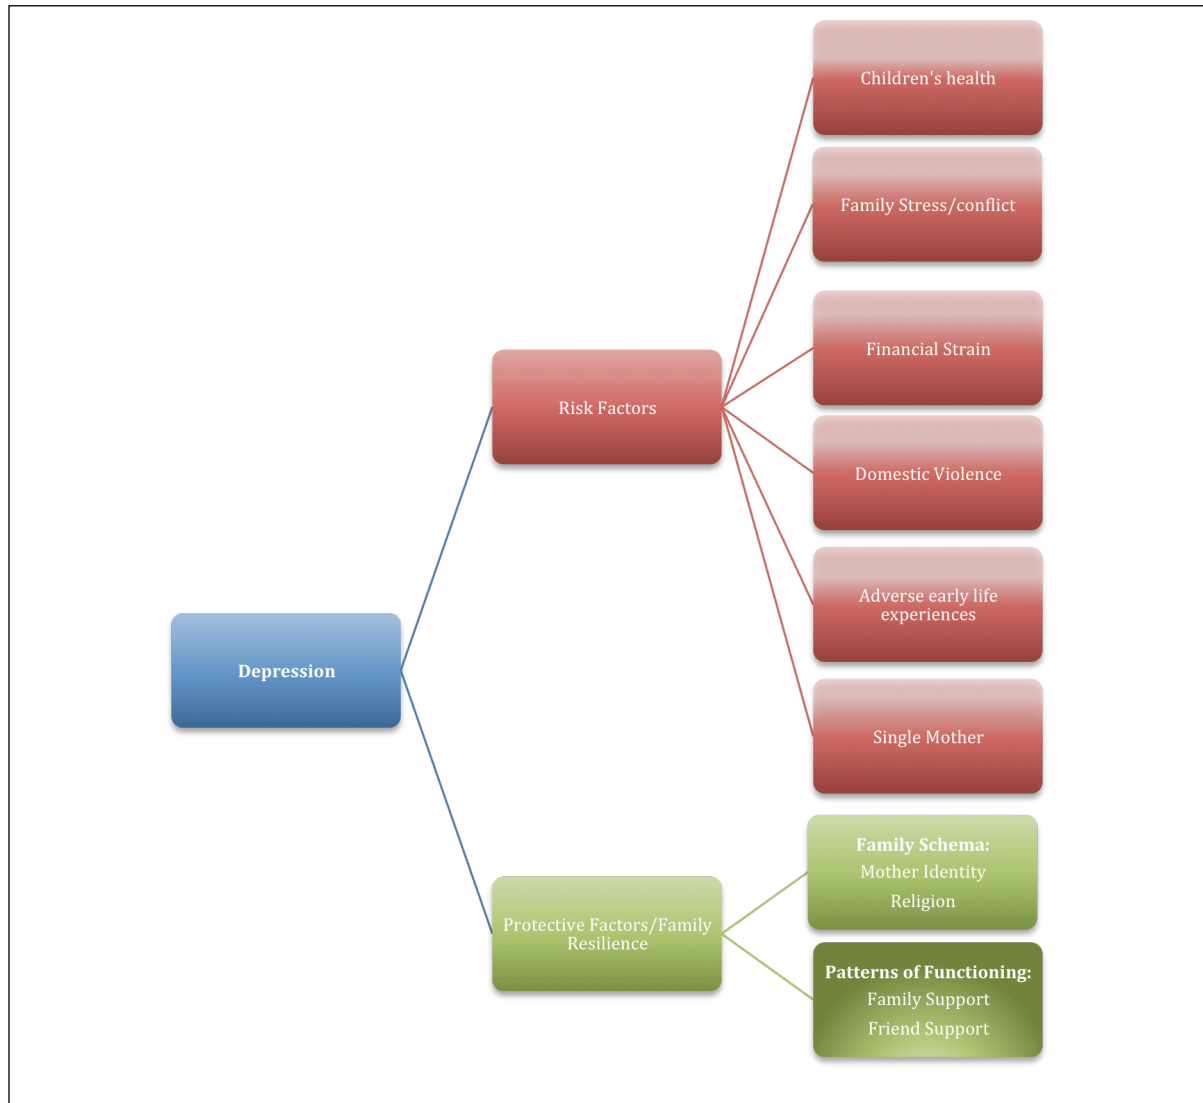 Children's health
Family Stress/conflict
Financial Strain
Risk Factors
Domestic Violence
Adverse early life
experiences
Depression
Single Mother
Family Schema:
Mother Identity
Religion
Protective Factors/Family
Resilience
Patterns of Functioning:
Family Support
Friend Support